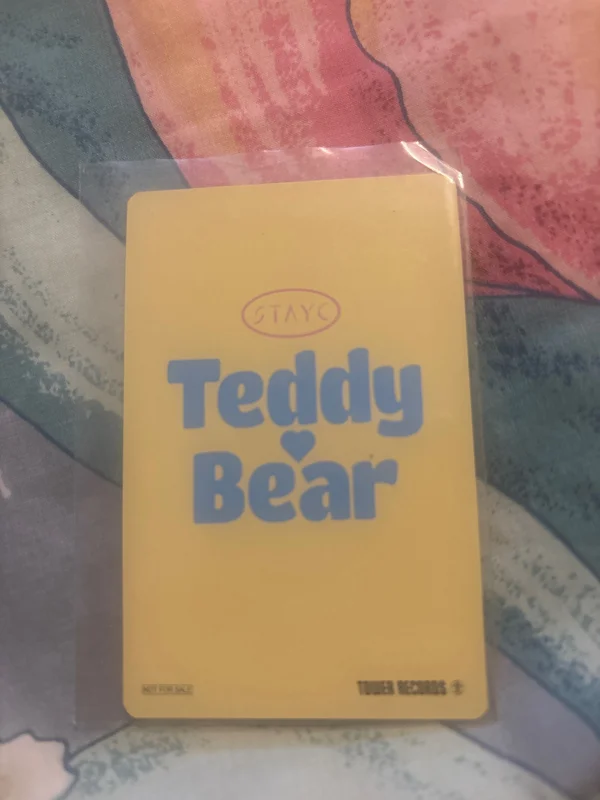 STAYC
Teddy
Bear
NOT FOR SALE
TOWER RECORDS